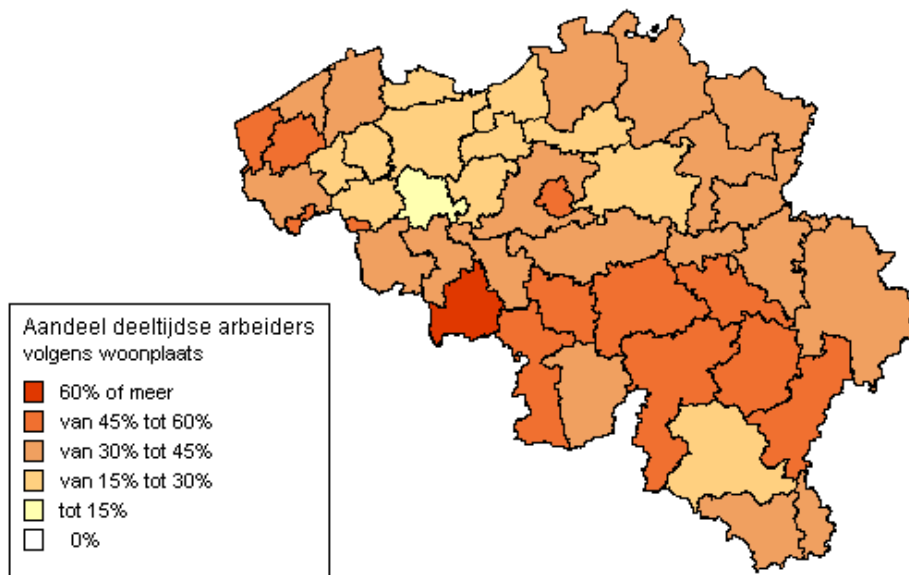 Aandeel deeltijdse arbeiders
volgens woonplaats
60% of meer
van 45% tot 60%
van 30% tot 45%
van 15% tot 30%
tot 15%
0%